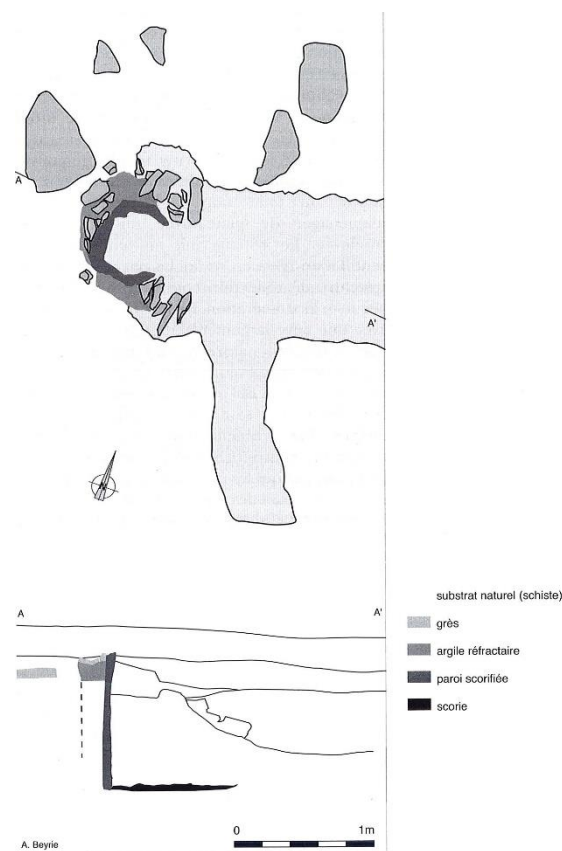 A
A'
N
A
A'
substrat naturel (schiste)
grès
argile réfractaire
paroi scorifiée
scorie
0
1m
A. Beyrie